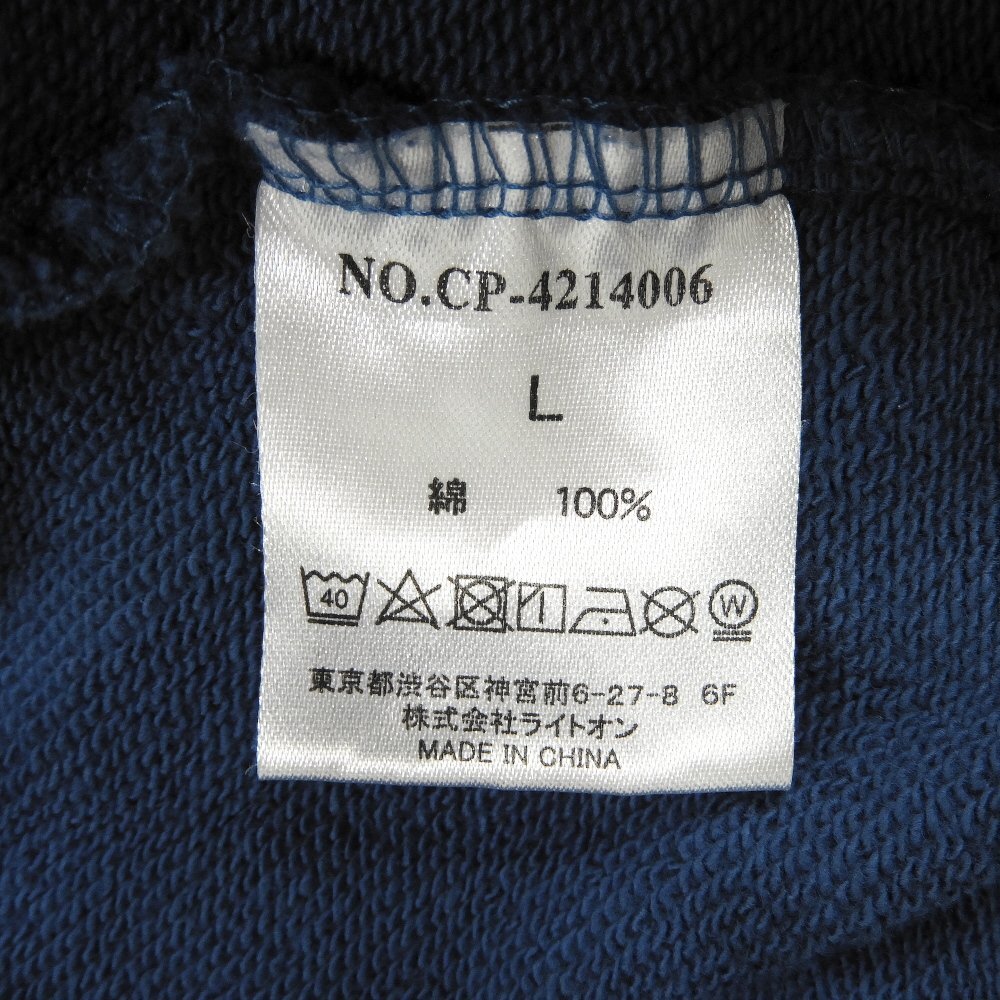 NO.CP-4214006
L
綿 100%
40 W
東京都渋谷区神宮前6-27-8 6F
株式会社ライトオン
MADE IN CHINA